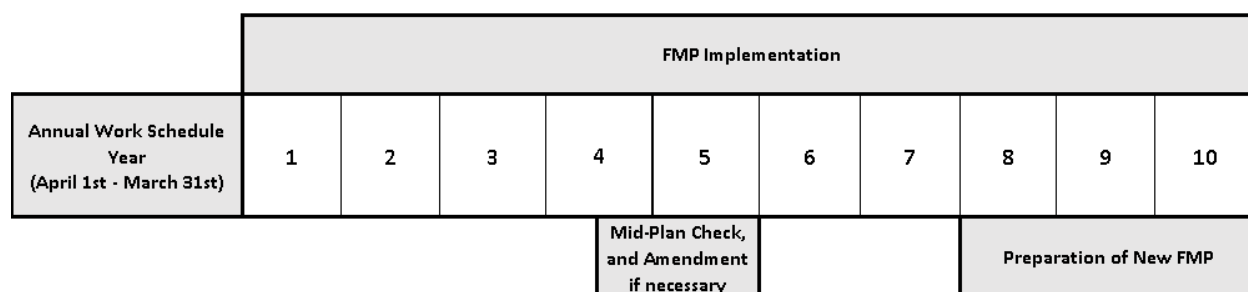 FMP Implementation
Annual Work Schedule
Year
(April 1st - March 31st)
1 2 3 4 5 6 7 8 9 10
Mid-Plan Check,
and Amendment
if necessary
Preparation of New FMP